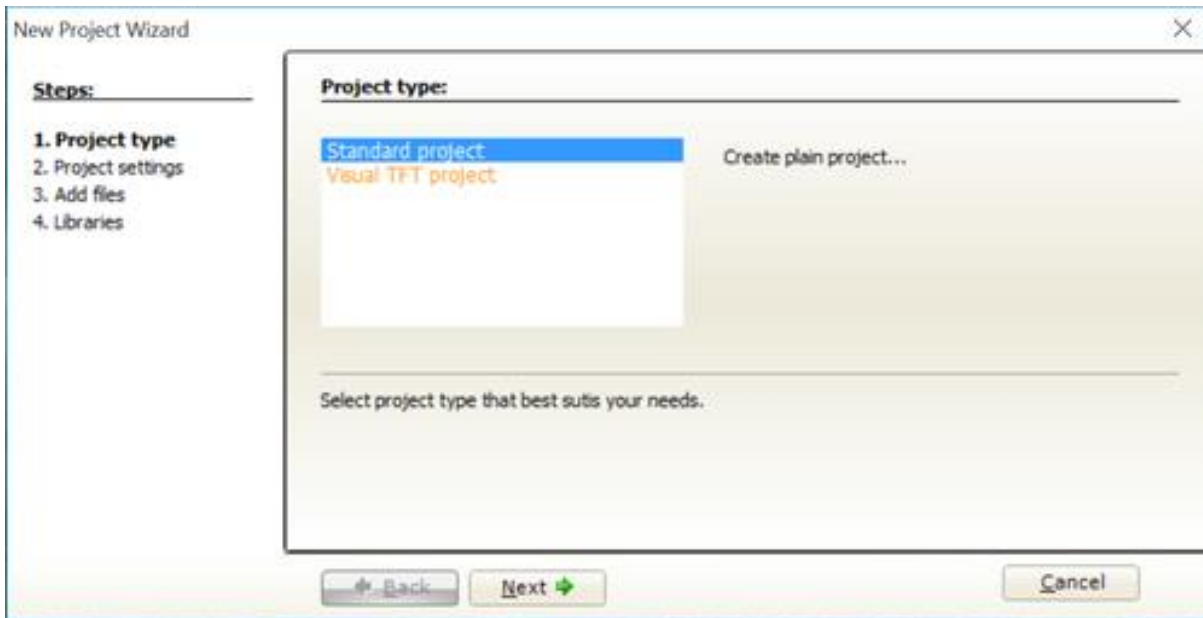 New Project Wizard
Steps:
1. Project type
2. Project settings
3. Add files
4. Libraries
Project type:
Standard project
Visual TFT project
Create plain project...
Select project type that best sutis your needs.
Back
Next
Cancel